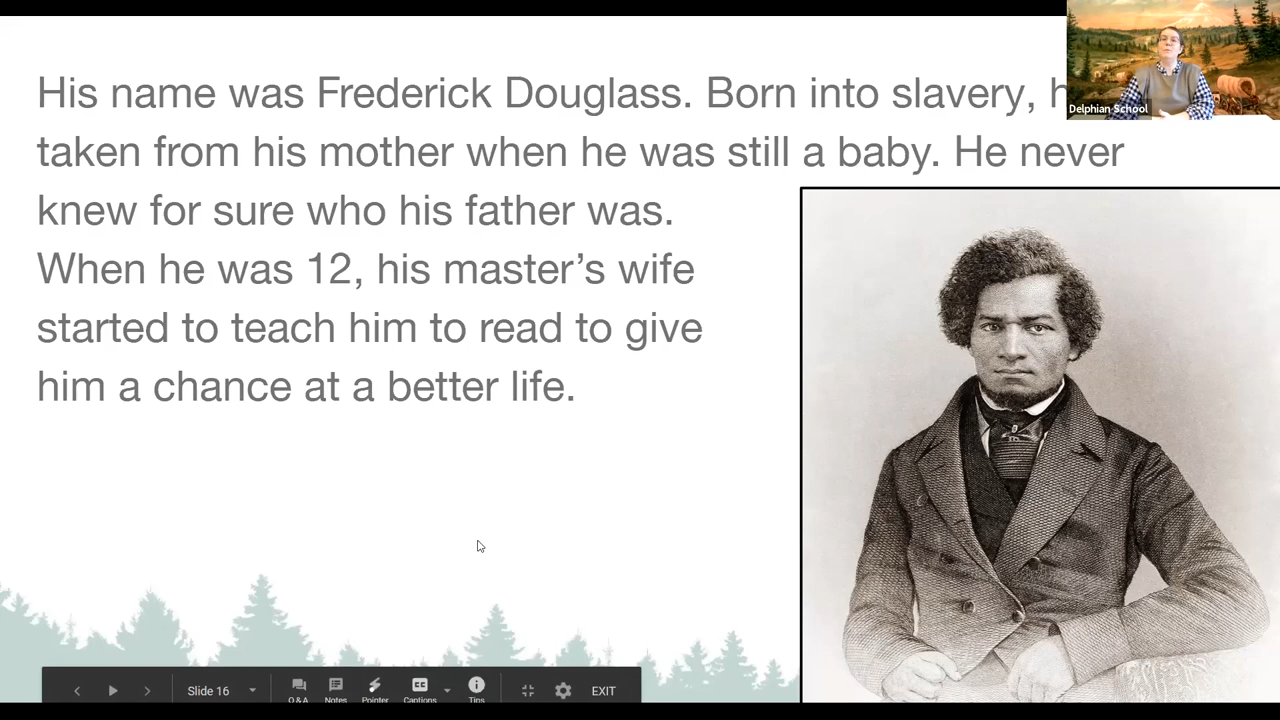 His name was Frederick Douglass. Born into slavery, h
Delphian School
taken from his mother when he was still a baby. He never
knew for sure who his father was.
When he was 12, his master's wife
started to teach him to read to give
him a chance at a better life.
Slide 16
Q & A
Notes
Pointer
CC
Captions
Tips
EXIT